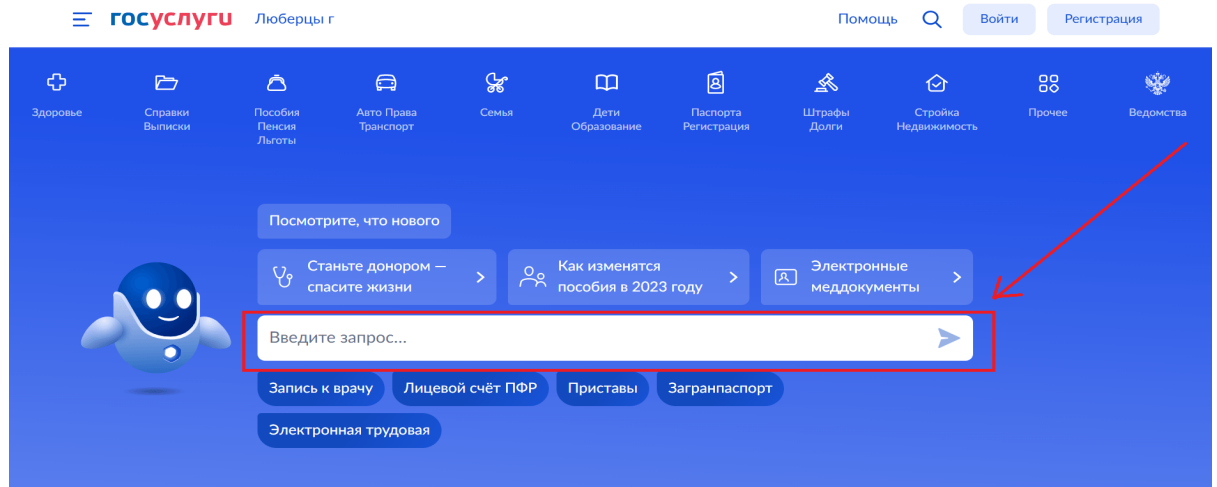 госуслуги
Люберцы г
Помощь
Войти
Регистрация
Здоровье
Справки
Выписки
Пособия
Пенсия
Льготы
Авто Права
Транспорт
Семья
Дети
Образование
Паспорта
Регистрация
Штрафы
Долги
Стройка
Недвижимость
Прочее
Ведомства
Посмотрите, что нового
Станьте донором —
спасите жизни
Как изменятся
пособия в 2023 году
Электронные
меддокументы
Введите запрос...
Запись к врачу
Лицевой счёт ПФР
Приставы
Загранпаспорт
Электронная трудовая